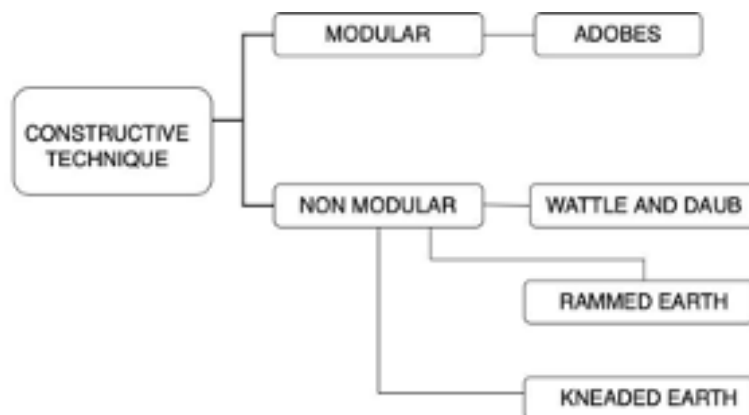 MODULAR
ADOBES
CONSTRUCTIVE
TECHNIQUE
NON MODULAR
WATTLE AND DAUB
RAMMED EARTH
KNEADED EARTH